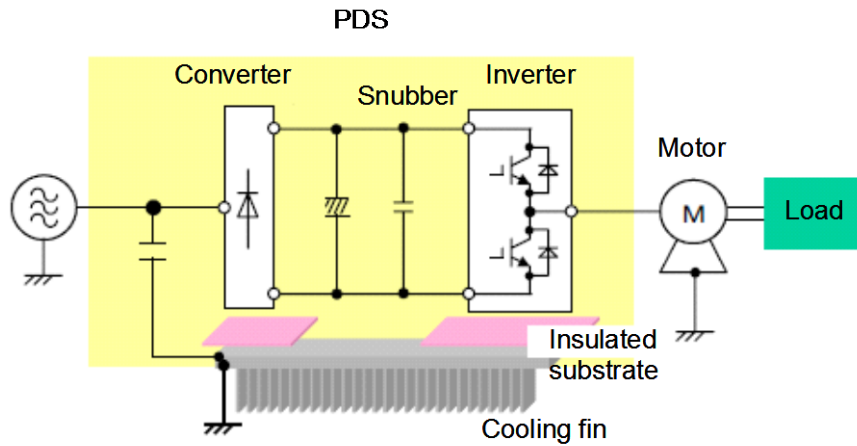 PDS
Converter
Snubber
Inverter
Motor
M
Load
Insulated
substrate
Cooling fin